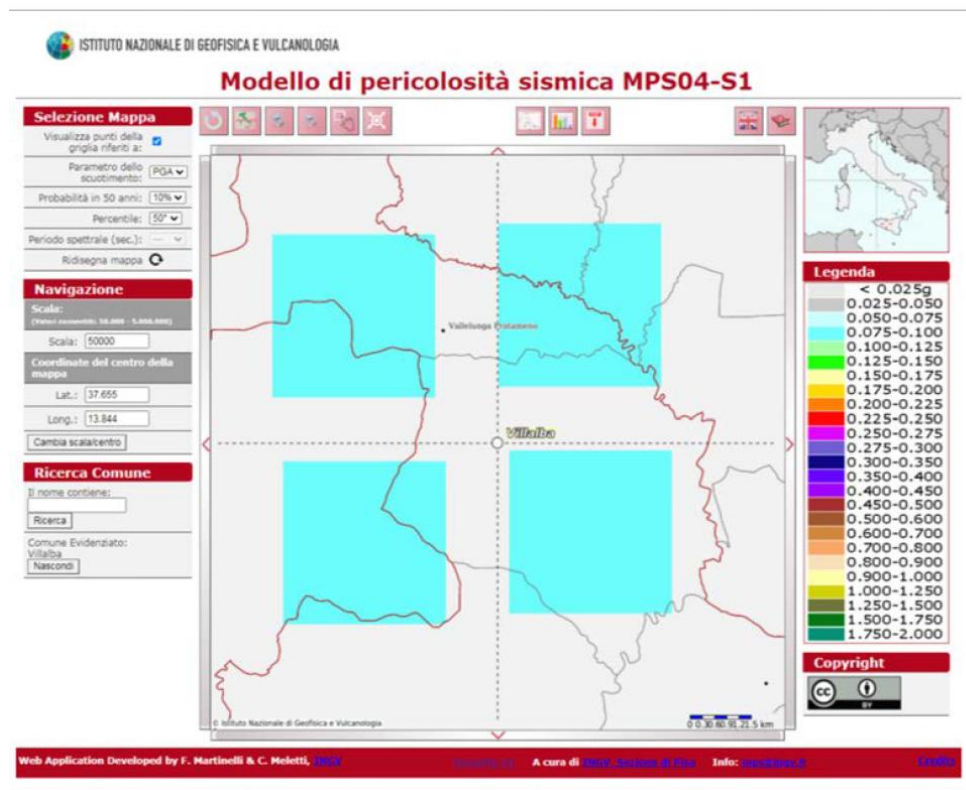 ISTITUTO NAZIONALE DI GEOFISICA E VULCANOLOGIA
Modello di pericolosità sismica MPS04-S1
Selezione Mappa
Visualizza punti della
griglia riferiti a:
Parametro dello
scuotimento: PGA
Probabilità in 50 anni: 10%
Percentile: 50°
Periodo spettrale (sec.): ---
Ridisegna mappa
Navigazione
Scala:
Scala: 50000
Coordinate del centro della
mappa
Lat.: 37.655
Long.: 13.844
Cambia scala/centro
Ricerca Comune
Il nome contiene:
Ricerca
Comune Evidenziato:
Villalba
Nascondi
Vallelunga Pratameno
Villalba
© Istituto Nazionale di Geofisica e Vulcanologia
Legenda
< 0.025g
0.025-0.050
0.050-0.075
0.075-0.100
0.100-0.125
0.125-0.150
0.150-0.175
0.175-0.200
0.200-0.225
0.225-0.250
0.250-0.275
0.275-0.300
0.300-0.350
0.350-0.400
0.400-0.450
0.450-0.500
0.500-0.600
0.600-0.700
0.700-0.800
0.800-0.900
0.900-1.000
1.000-1.250
1.250-1.500
1.500-1.750
1.750-2.000
Copyright
cc
BY
Web Application Developed by F. Martinelli & C. Meletti, INGV
A cura di INGV, Sezione di Pisa Info: mps@ingv.it Credits